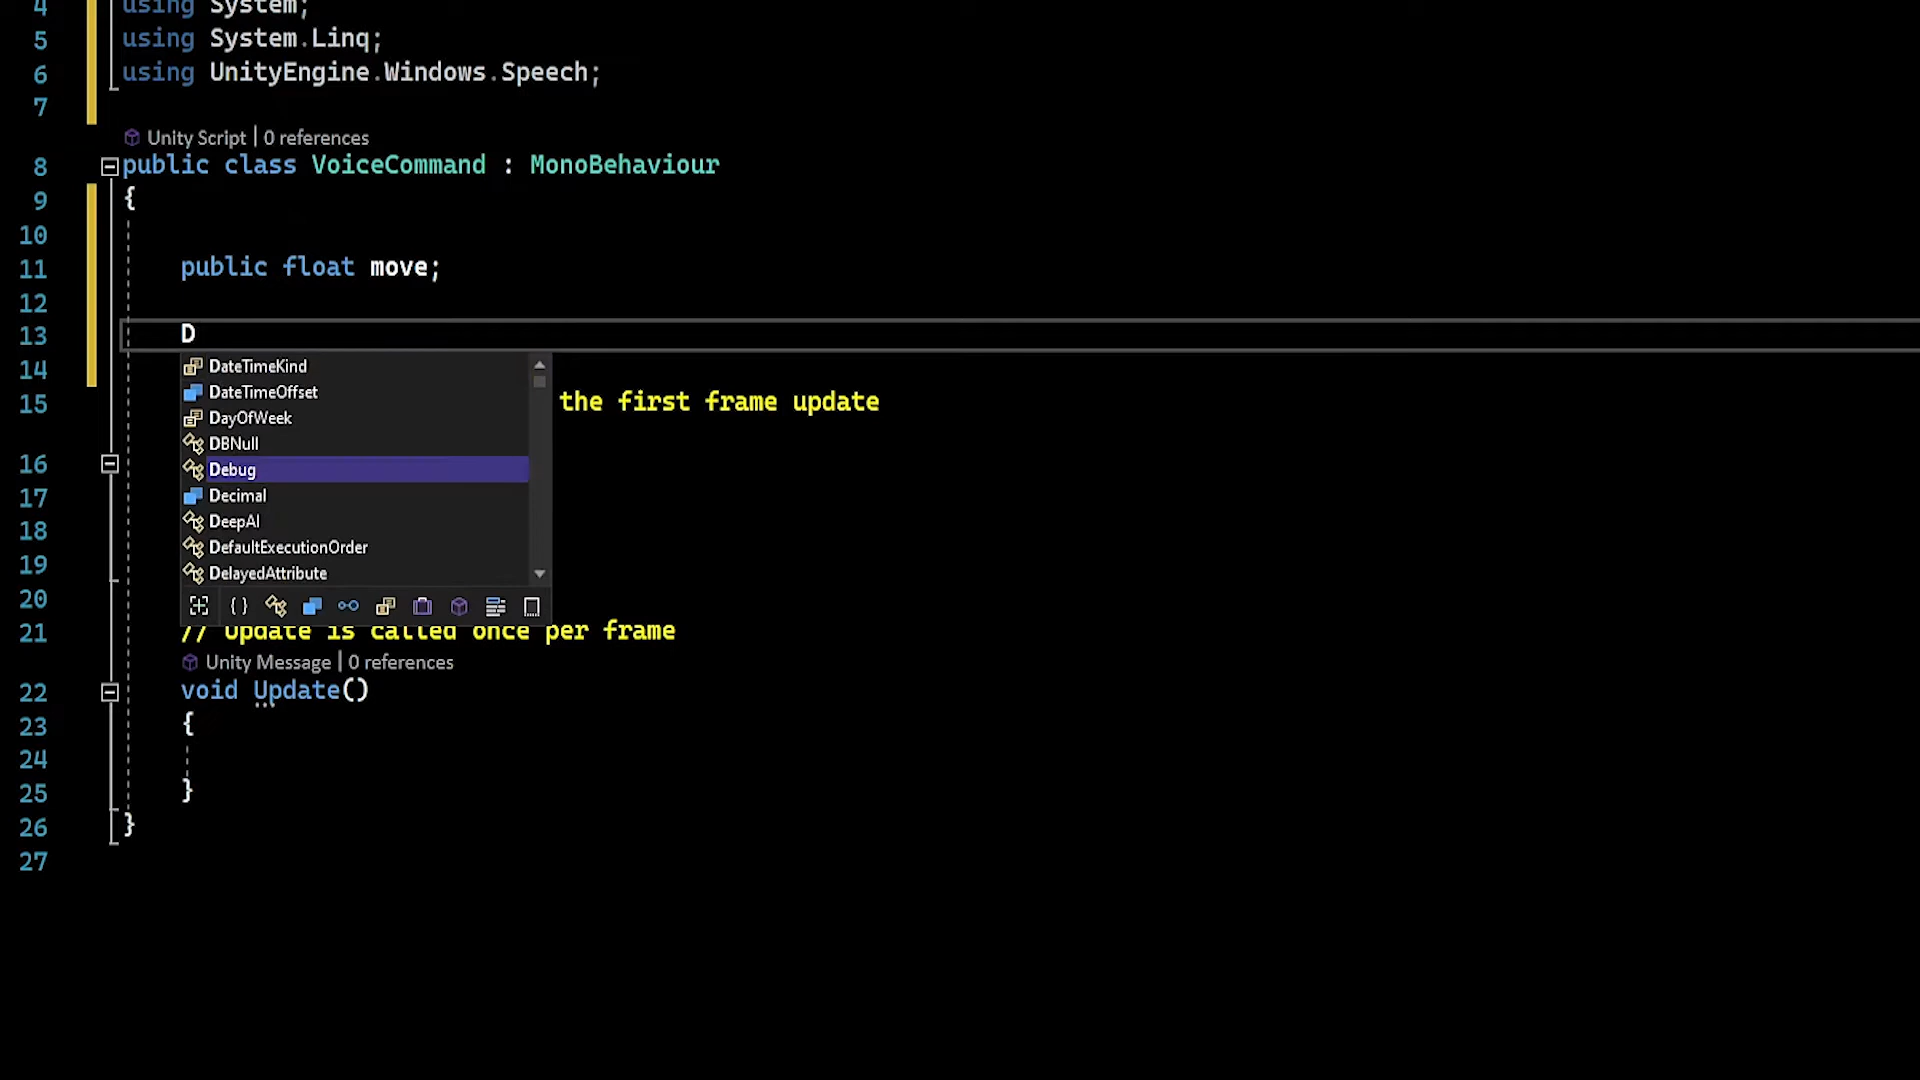 4 using System;
5 using System.Linq;
6 using UnityEngine.Windows.Speech;
7
Unity Script | 0 references
8 public class VoiceCommand : MonoBehaviour
9 {
10
11 public float move;
12
13 D
DateTimeKind
14
DateTimeOffset
15 the first frame update
DayOfWeek
DBNull
16
Debug
17
Decimal
18
DeepAI
19
DefaultExecutionOrder
DelayedAttribute
20
21 // Update is called once per frame
Unity Message | 0 references
22 void Update()
23 {
24
25 }
26 }
27